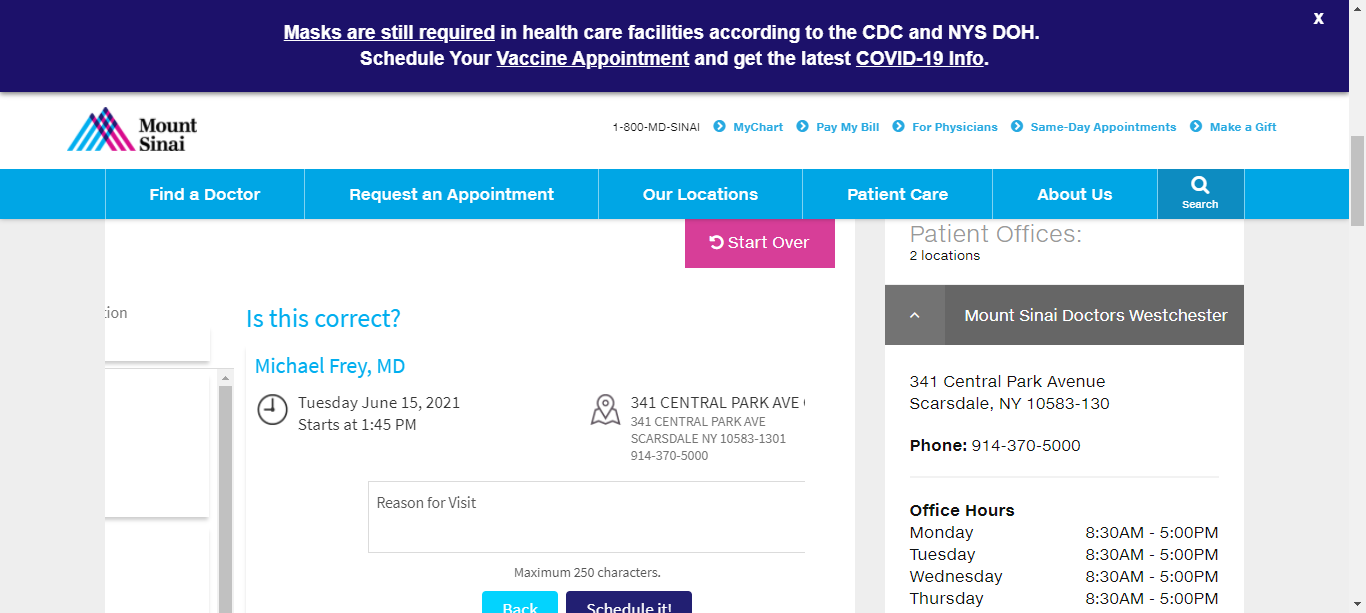 Masks are still required in health care facilities according to the CDC and NYS DOH.
Schedule Your Vaccine Appointment and get the latest COVID-19 Info.
X
Mount
Sinai
1-800-MD-SINAI
MyChart
Pay My Bill
For Physicians
Same-Day Appointments
Make a Gift
Find a Doctor
Request an Appointment
Our Locations
Patient Care
About Us
Search
Start Over
tion
Is this correct?
Michael Frey, MD
Tuesday June 15, 2021
Starts at 1:45 PM
341 CENTRAL PARK AVE
341 CENTRAL PARK AVE
SCARSDALE NY 10583-1301
914-370-5000
Reason for Visit
Maximum 250 characters.
Back
Schedule it!
Patient Offices:
2 locations
Mount Sinai Doctors Westchester
341 Central Park Avenue
Scarsdale, NY 10583-130
Phone: 914-370-5000
Office Hours
Monday 8:30AM - 5:00PM
Tuesday 8:30AM - 5:00PM
Wednesday 8:30AM - 5:00PM
Thursday 8:30AM - 5:00PM